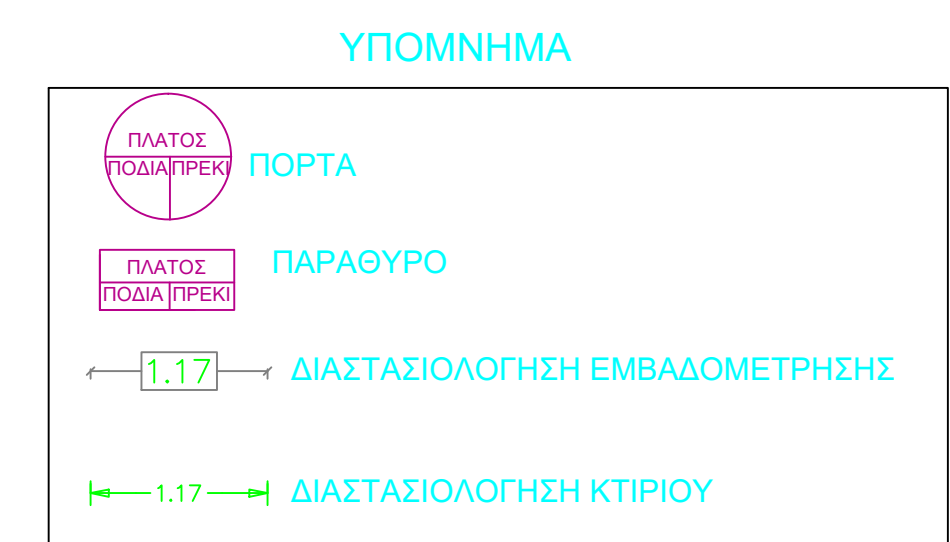 ΥΠΟΜΝΗΜΑ
ΠΛΑΤΟΣ
ΠΟΔΙΑ ΠΡΕΚΙ
ΠΟΡΤΑ
ΠΛΑΤΟΣ
ΠΟΔΙΑ ΠΡΕΚΙ
ΠΑΡΑΘΥΡΟ
1.17 ΔΙΑΣΤΑΣΙΟΛΟΓΗΣΗ ΕΜΒΑΔΟΜΕΤΡΗΣΗΣ
1.17 ΔΙΑΣΤΑΣΙΟΛΟΓΗΣΗ ΚΤΙΡΙΟΥ